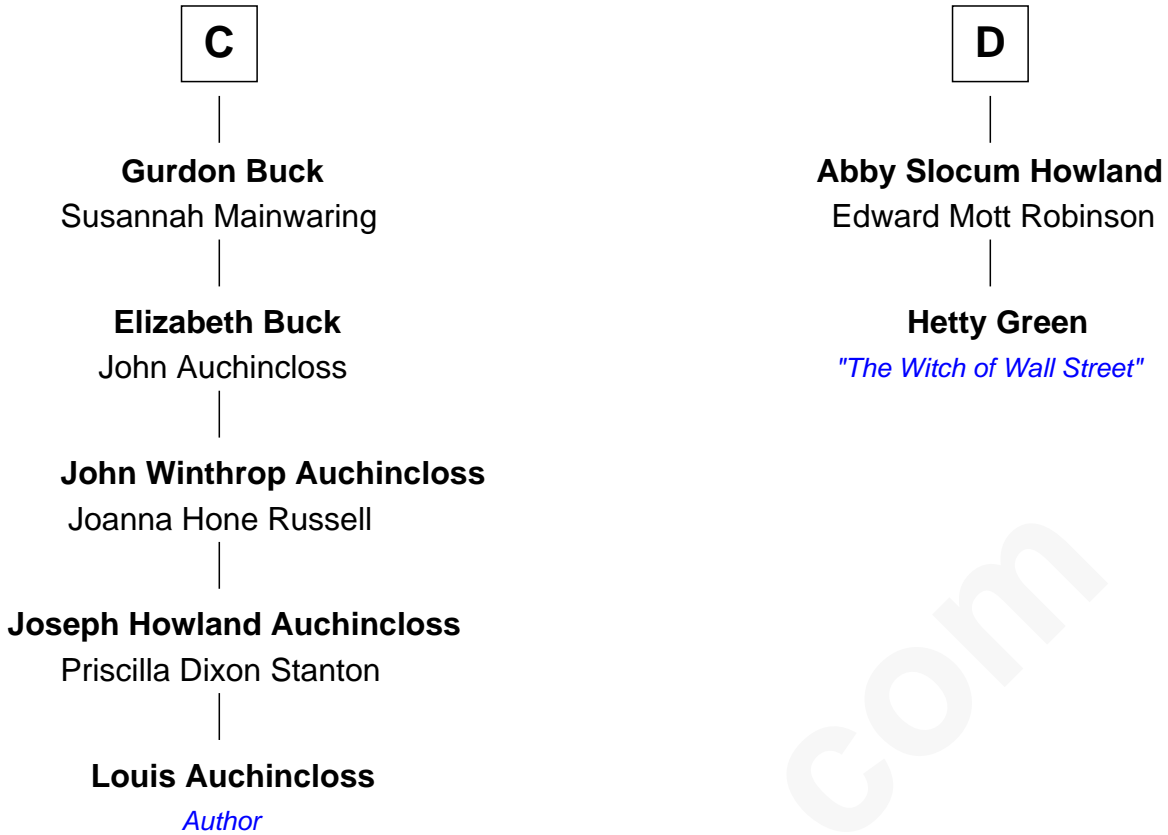 C
Gurdon Buck
Susannah Mainwaring
Elizabeth Buck
John Auchincloss
John Winthrop Auchincloss
Joanna Hone Russell
Joseph Howland Auchincloss
Priscilla Dixon Stanton
Louis Auchincloss
Author
D
Abby Slocum Howland
Edward Mott Robinson
Hetty Green
"The Witch of Wall Street"
com